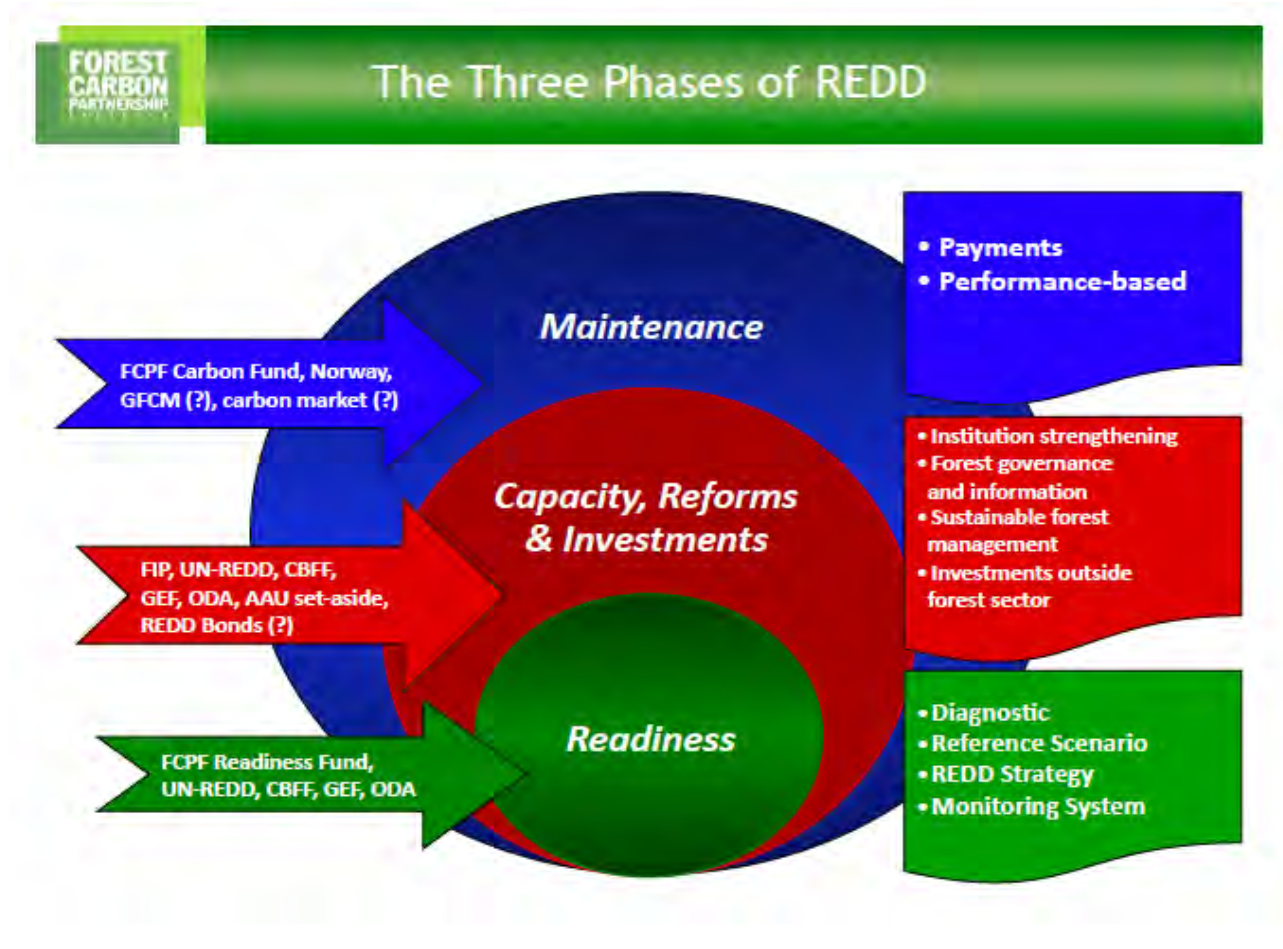 FOREST
CARBON
PARTNERSHIP
The Three Phases of REDD
Maintenance
FCPF Carbon Fund, Norway,
GFCM (?), carbon market (?)
• Payments
• Performance-based
Capacity, Reforms
& Investments
FIP, UN-REDD, CBFF,
GEF, ODA, AAU set-aside,
REDD Bonds (?)
• Institution strengthening
• Forest governance
and information
• Sustainable forest
management
• Investments outside
forest sector
Readiness
FCPF Readiness Fund,
UN-REDD, CBFF, GEF, ODA
• Diagnostic
• Reference Scenario
• REDD Strategy
• Monitoring System